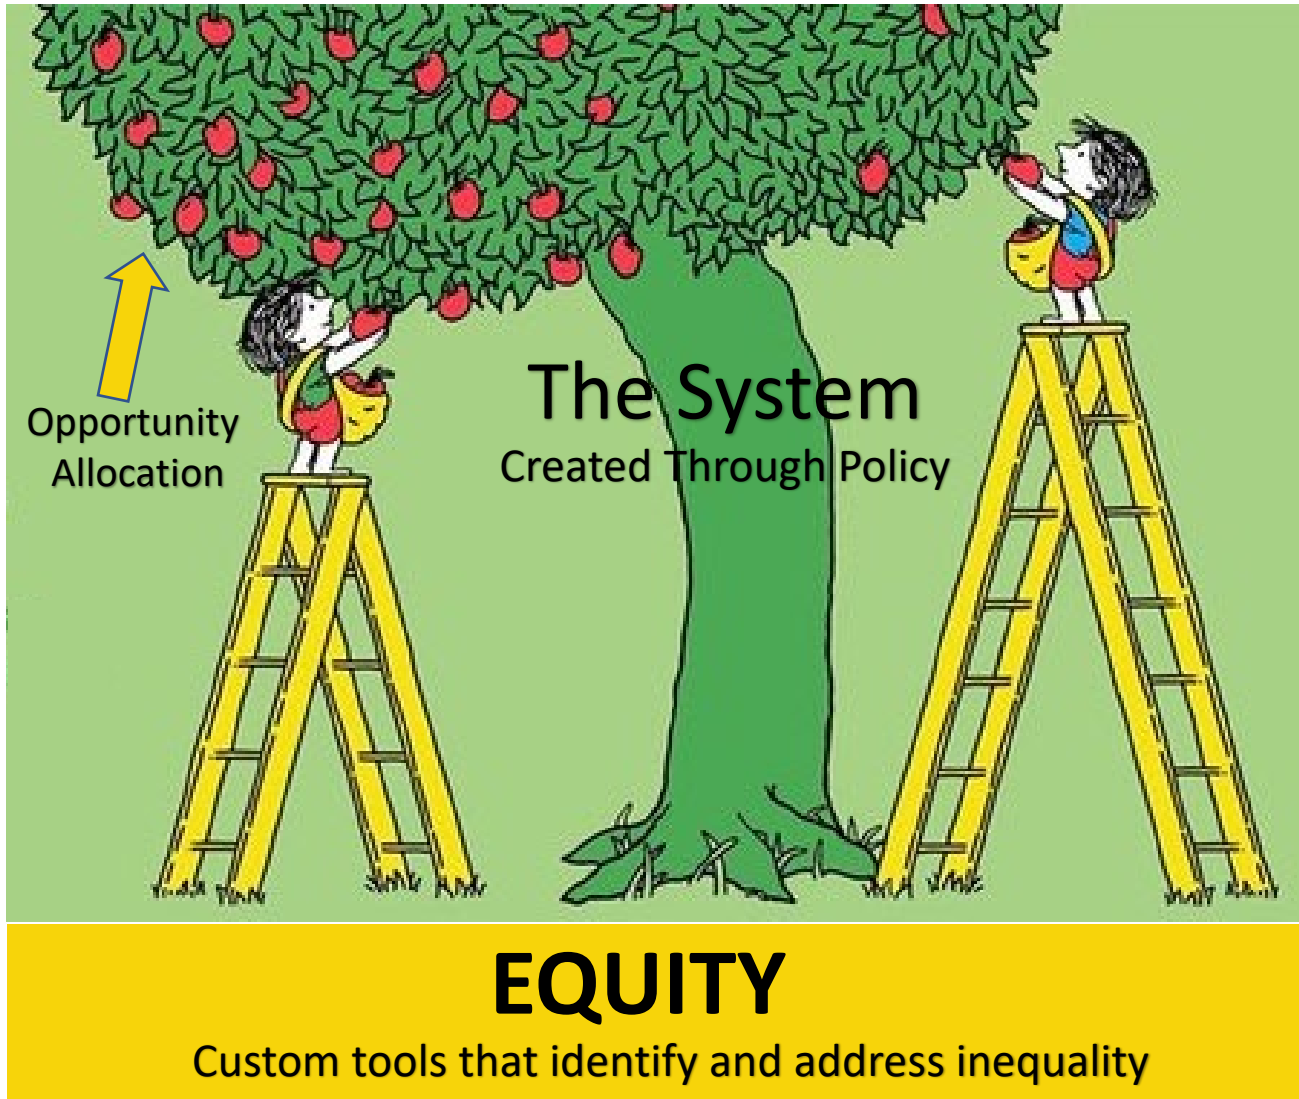 The System
Created Through Policy
Opportunity
Allocation
EQUITY
Custom tools that identify and address inequality